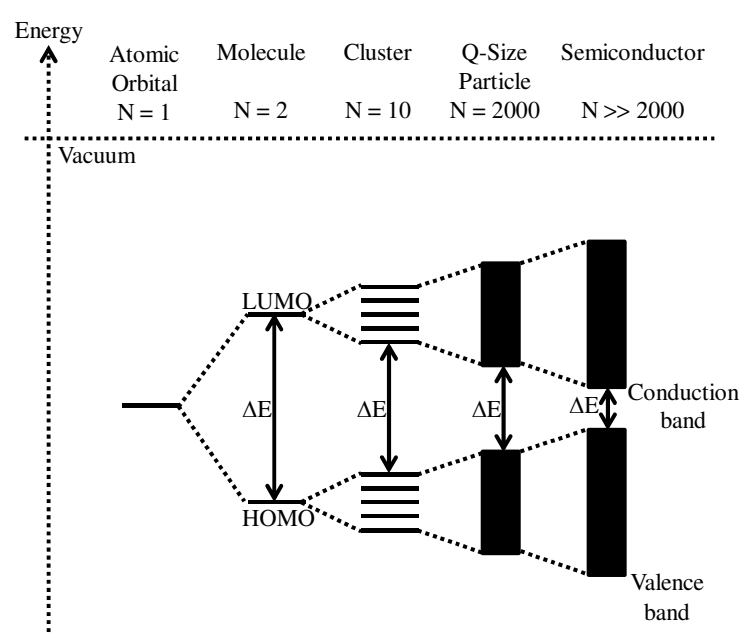 Energy
Atomic Orbital
N = 1
Molecule
N = 2
Cluster
N = 10
Q-Size Particle
N = 2000
Semiconductor
N >> 2000
Vacuum
LUMO
HOMO
ΔE
ΔE
ΔE
ΔE
Conduction
band
Valence
band